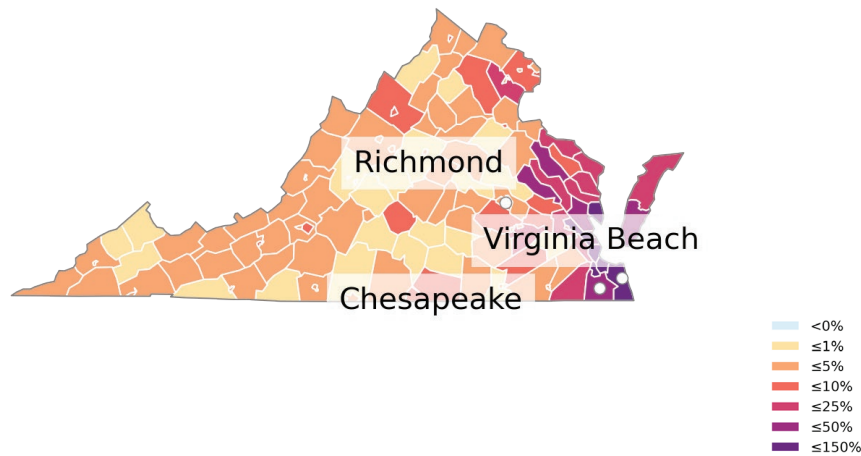 Richmond
Virginia Beach
Chesapeake
<0%
≤1%
≤5%
≤10%
≤25%
≤50%
≤150%